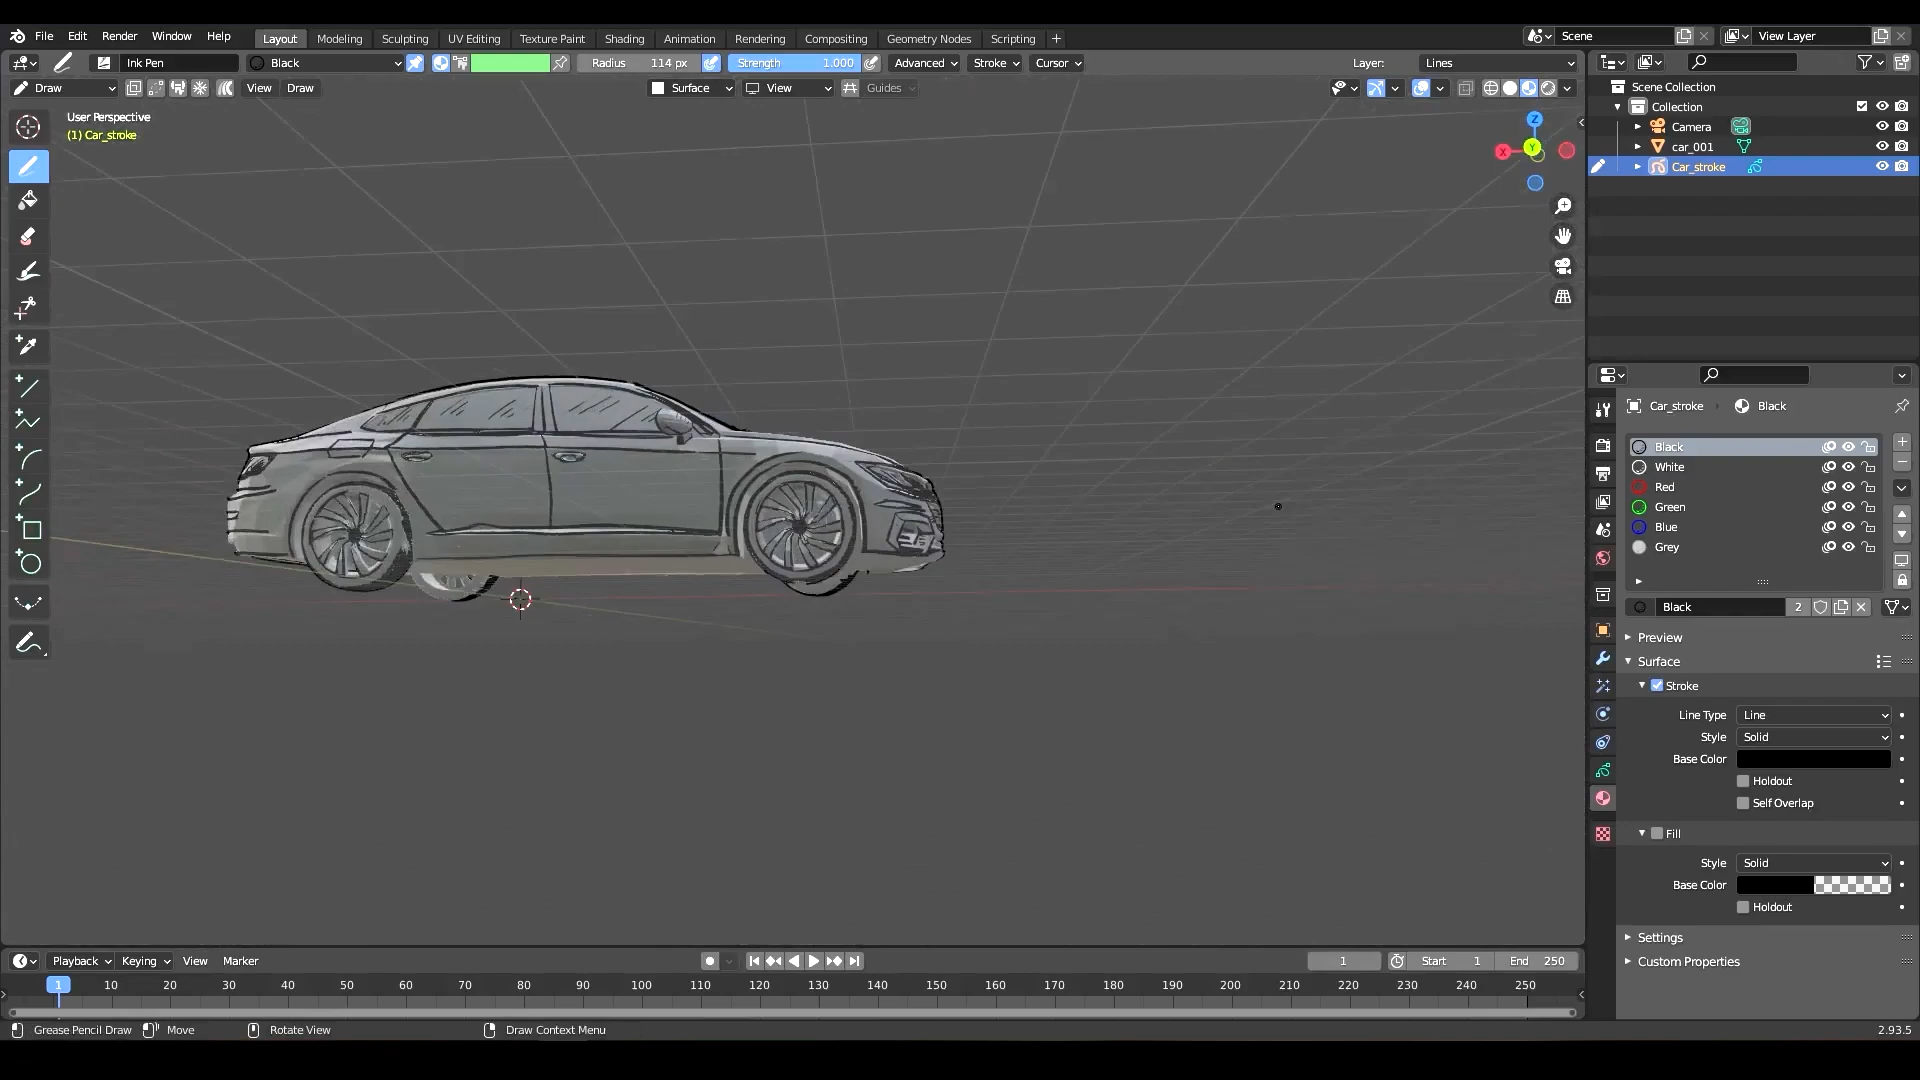 File Edit Render Window Help Layout Modeling Sculpting UV Editing Texture Paint Shading Animation Rendering Compositing Geometry Nodes Scripting + Scene View Layer
Ink Pen Black Radius 114 px Strength 1.000 Advanced Stroke Cursor Layer: Lines
Draw View Draw Surface View Guides
User Perspective
(1) Car_stroke
Z
X
Y
Scene Collection
Collection
Camera
car_001
Car_stroke
Car_stroke Black
Black
White
Red
Green
Blue
Grey
Black 2
Preview
Surface
Stroke
Line Type Line
Style Solid
Base Color
Holdout
Self Overlap
Fill
Style Solid
Base Color
Holdout
Settings
Custom Properties
Playback Keying View Marker 1 Start 1 End 250
1 10 20 30 40 50 60 70 80 90 100 110 120 130 140 150 160 170 180 190 200 210 220 230 240 250
Grease Pencil Draw Move Rotate View Draw Context Menu 2.93.5